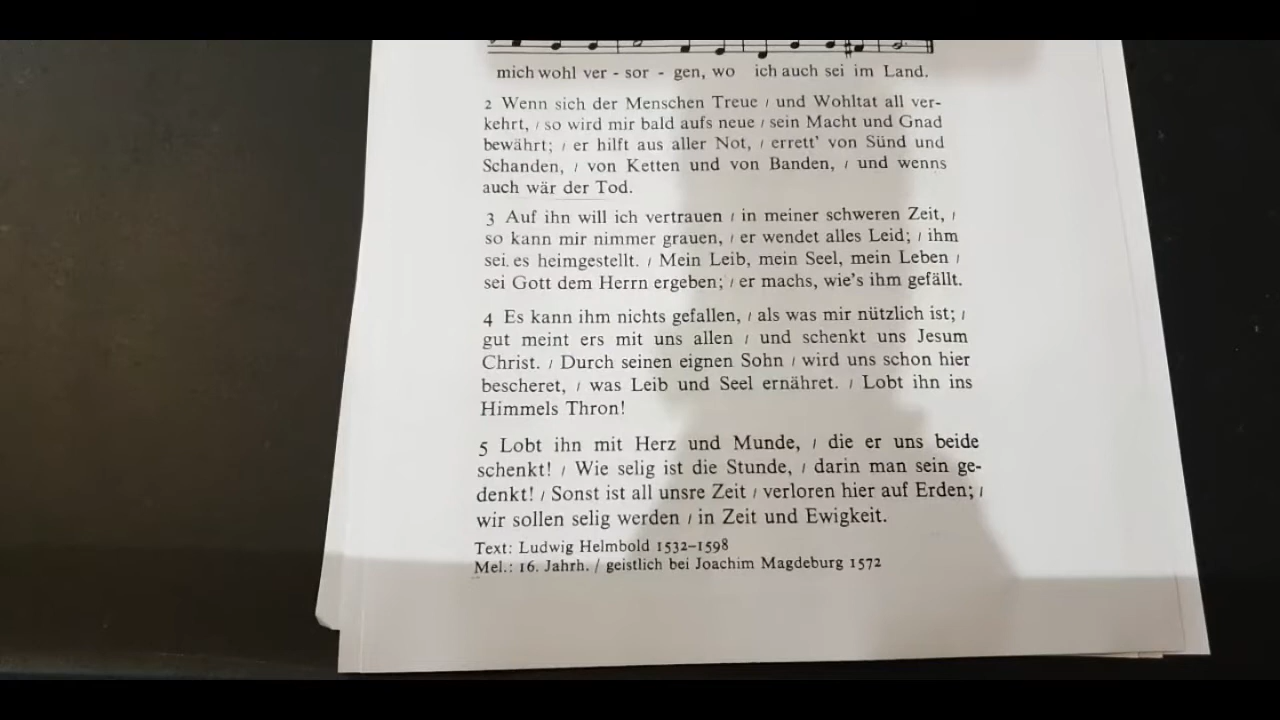 mich wohl ver - sor - gen, wo ich auch sei im Land.
2 Wenn sich der Menschen Treue / und Wohltat all ver-
kehrt, / so wird mir bald aufs neue / sein Macht und Gnad
bewährt; / er hilft aus aller Not, / errett' von Sünd und
Schanden, / von Ketten und von Banden, / und wenns
auch wär der Tod.
3 Auf ihn will ich vertrauen / in meiner schweren Zeit, /
so kann mir nimmer grauen, / er wendet alles Leid; / ihm
sei es heimgestellt. / Mein Leib, mein Seel, mein Leben /
sei Gott dem Herrn ergeben; / er machs, wie's ihm gefällt.
4 Es kann ihm nichts gefallen, / als was mir nützlich ist; /
gut meint ers mit uns allen / und schenkt uns Jesum
Christ. / Durch seinen eignen Sohn / wird uns schon hier
bescheret, / was Leib und Seel ernähret. / Lobt ihn ins
Himmels Thron!
5 Lobt ihn mit Herz und Munde, / die er uns beide
schenkt! / Wie selig ist die Stunde, / darin man sein ge-
denkt! / Sonst ist all unsre Zeit / verloren hier auf Erden; /
wir sollen selig werden / in Zeit und Ewigkeit.
Text: Ludwig Helmbold 1532–1598
Mel.: 16. Jahrh. / geistlich bei Joachim Magdeburg 1572